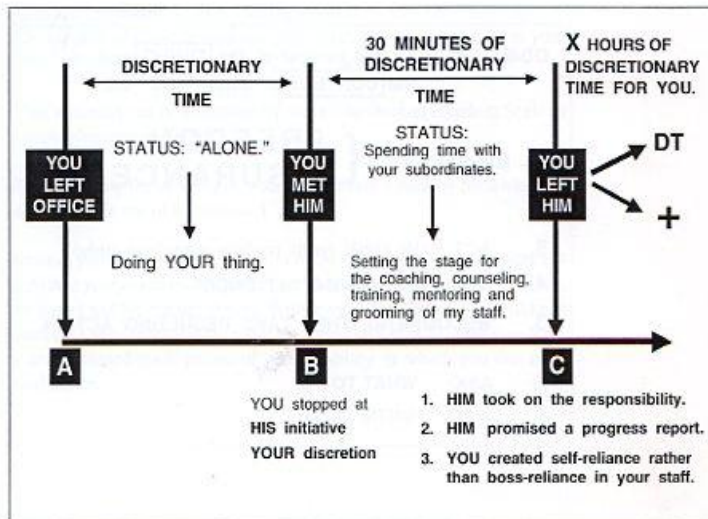 DISCRETIONARY
TIME
30 MINUTES OF
DISCRETIONARY
TIME
X HOURS OF
DISCRETIONARY
TIME FOR YOU.
YOU
LEFT
OFFICE
STATUS: "ALONE."
Doing YOUR thing.
YOU
MET
HIM
STATUS:
Spending time with
your subordinates.
Setting the stage for
the coaching, counseling,
training, mentoring and
grooming of my staff.
YOU
LEFT
HIM
DT
+
A
B
C
YOU stopped at
HIS initiative
YOUR discretion
1. HIM took on the responsibility.
2. HIM promised a progress report.
3. YOU created self-reliance rather
than boss-reliance in your staff.